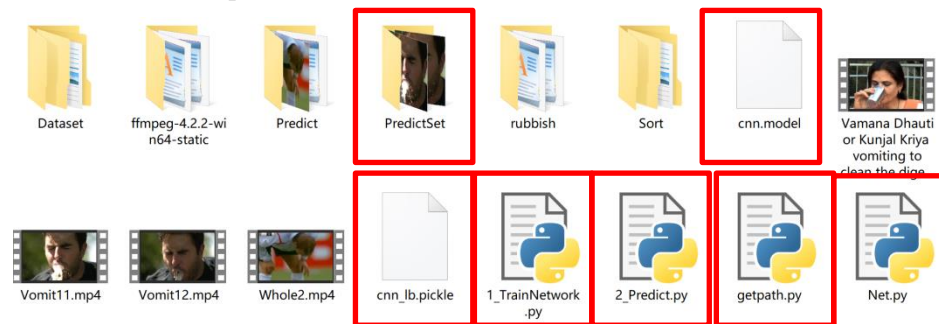 Dataset
ffmpeg-4.2.2-wi
n64-static
Predict
PredictSet
rubbish
Sort
cnn.model
Vamana Dhauti
or Kunjal Kriya
vomiting to
clean the dige...
Vomit11.mp4
Vomit12.mp4
Whole2.mp4
cnn_lb.pickle
1_TrainNetwork
.py
2_Predict.py
getpath.py
Net.py